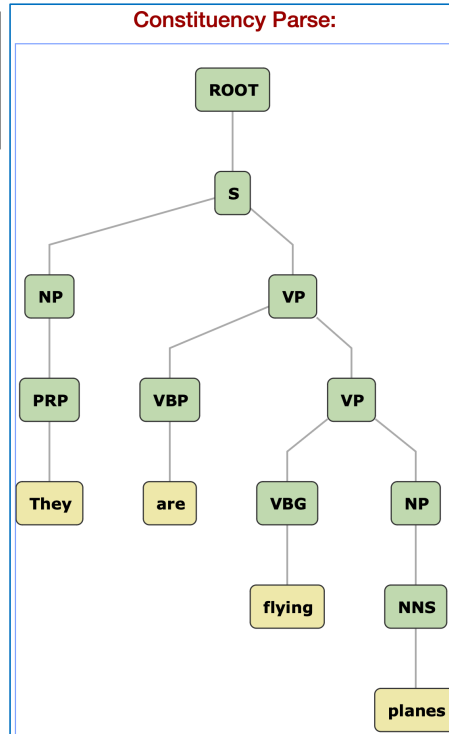 Constituency Parse:
ROOT
S
NP VP
PRP VBP VP
They are VBG NP
flying NNS
planes